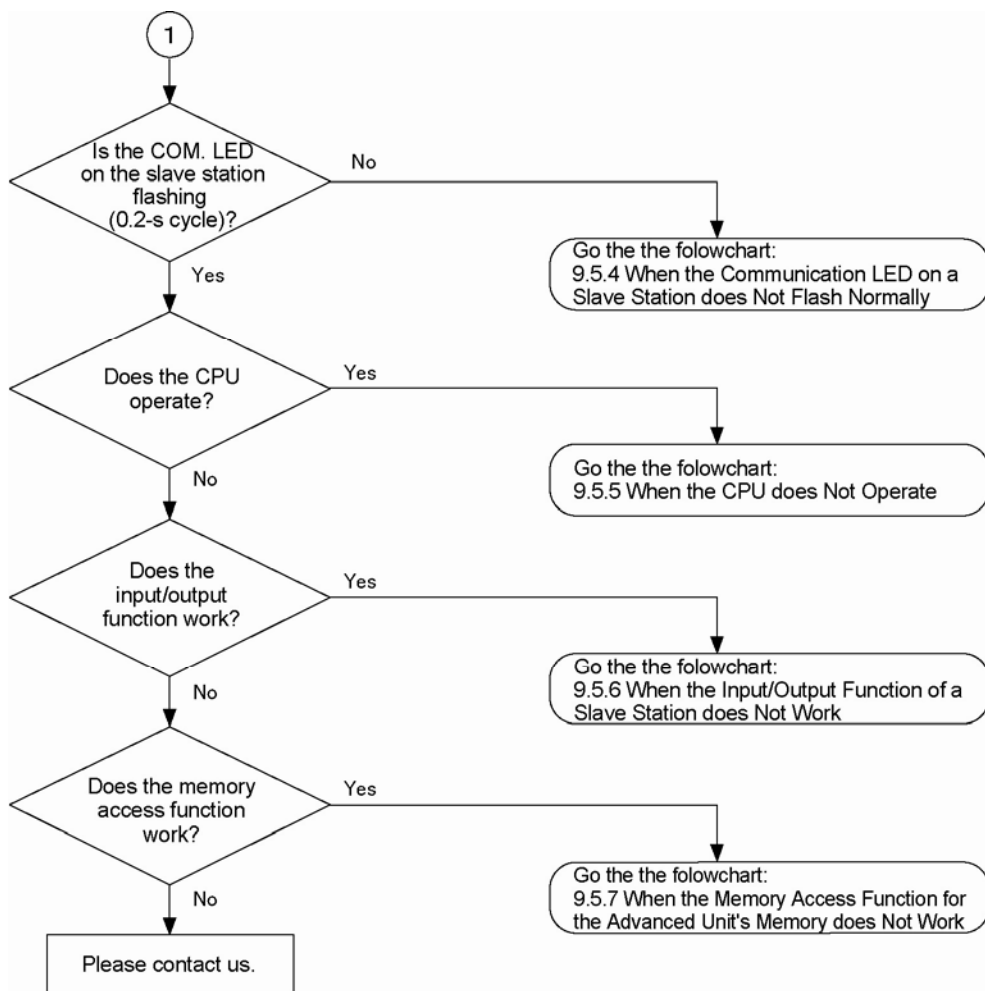 1
Is the COM. LED
on the slave station
flashing
(0.2-s cycle)?
No
Go the the folowchart:
9.5.4 When the Communication LED on a
Slave Station does Not Flash Normally
Yes
Does the CPU
operate?
Yes
Go the the folowchart:
9.5.5 When the CPU does Not Operate
No
Does the
input/output
function work?
Yes
Go the the folowchart:
9.5.6 When the Input/Output Function of a
Slave Station does Not Work
No
Does the memory
access function
work?
Yes
Go the the folowchart:
9.5.7 When the Memory Access Function for
the Advanced Unit's Memory does Not Work
No
Please contact us.